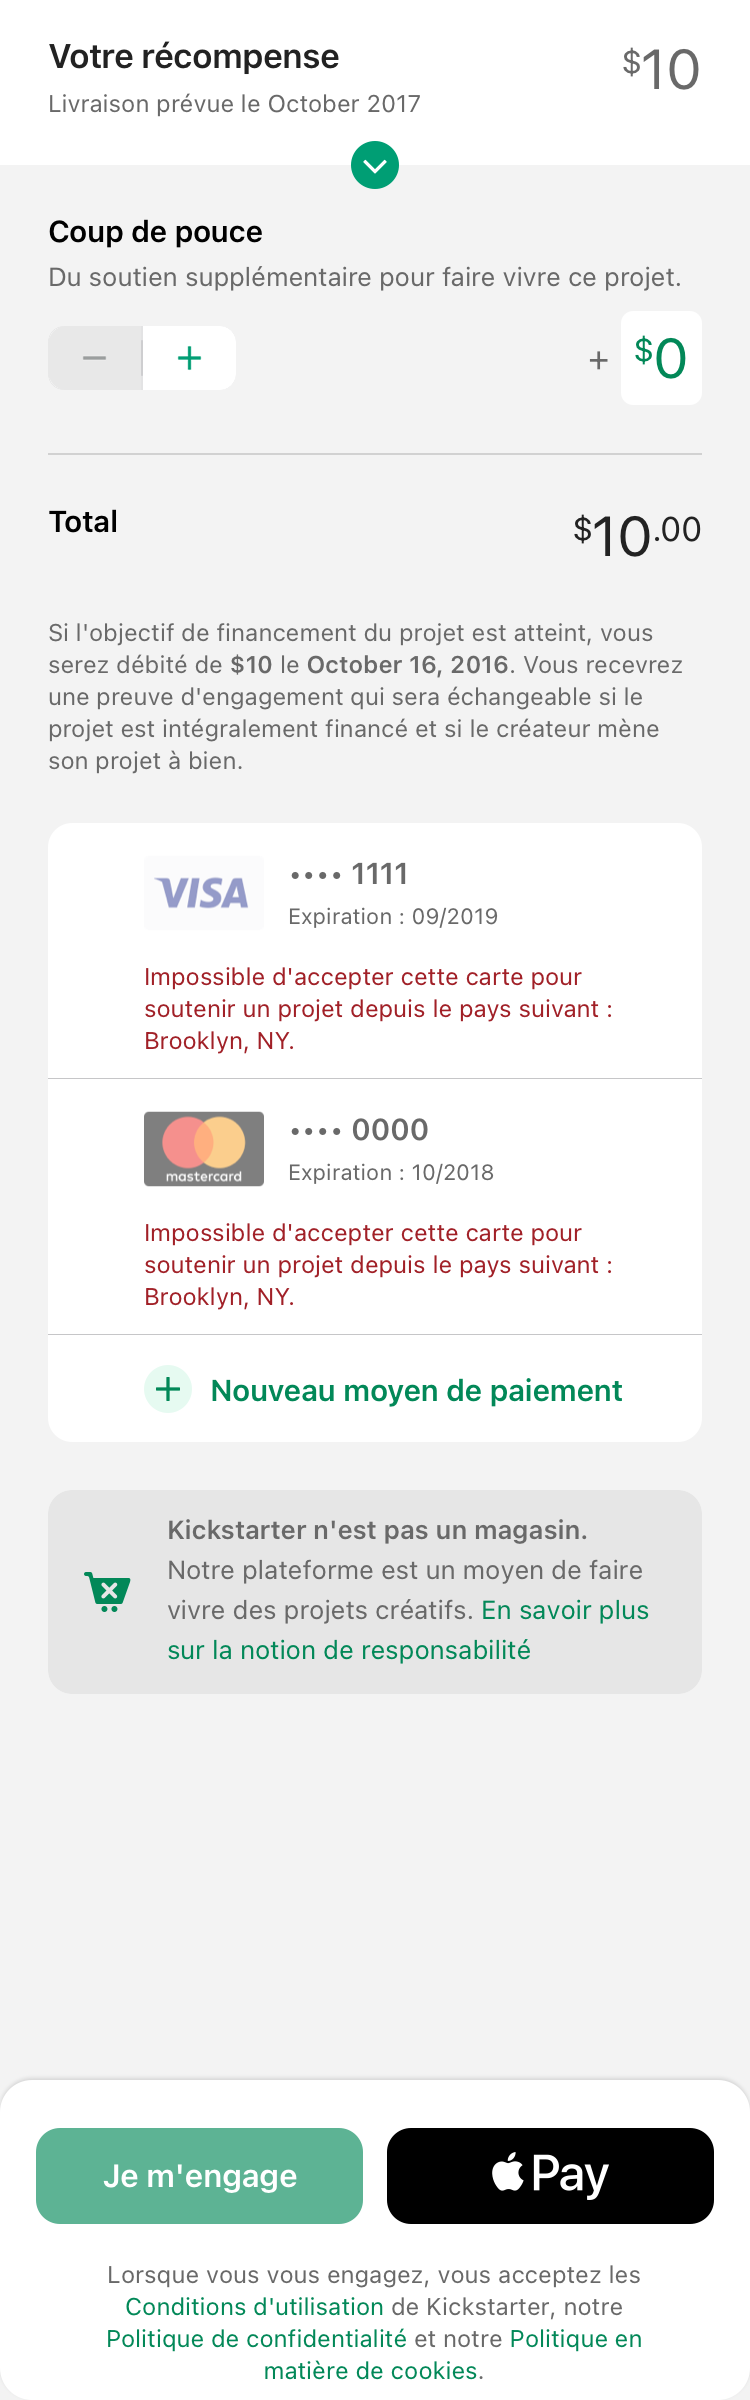 Votre récompense
$10
Livraison prévue le October 2017
Coup de pouce
Du soutien supplémentaire pour faire vivre ce projet.
− +
+ $0
Total
$10.00
Si l'objectif de financement du projet est atteint, vous
serez débité de $10 le October 16, 2016. Vous recevrez
une preuve d'engagement qui sera échangeable si le
projet est intégralement financé et si le créateur mène
son projet à bien.
VISA
•••• 1111
Expiration : 09/2019
Impossible d'accepter cette carte pour
soutenir un projet depuis le pays suivant :
Brooklyn, NY.
mastercard
•••• 0000
Expiration : 10/2018
Impossible d'accepter cette carte pour
soutenir un projet depuis le pays suivant :
Brooklyn, NY.
+ Nouveau moyen de paiement
Kickstarter n'est pas un magasin.
Notre plateforme est un moyen de faire
vivre des projets créatifs. En savoir plus
sur la notion de responsabilité
Je m'engage
Pay
Lorsque vous vous engagez, vous acceptez les
Conditions d'utilisation de Kickstarter, notre
Politique de confidentialité et notre Politique en
matière de cookies.